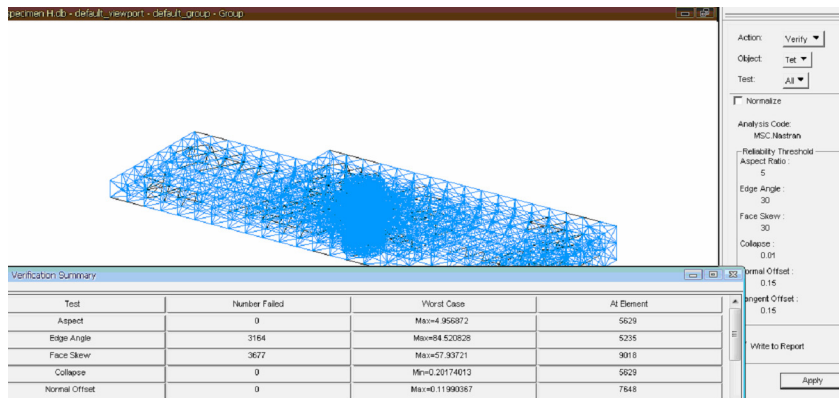 specimen H.db - default_viewport - default_group - Group
Action: Verify
Object: Tet
Test: All
Normalize
Analysis Code:
MSC.Nastran
Reliability Threshold
Aspect Ratio :
5
Edge Angle :
30
Face Skew :
30
Collapse :
0.01
Normal Offset :
0.15
Tangent Offset :
0.15
Write to Report
Apply
Verification Summary
Test Number Failed Worst Case At Element
Aspect 0 Max=4.956872 5629
Edge Angle 3164 Max=84.520828 5235
Face Skew 3677 Max=57.93721 9018
Collapse 0 Min=0.20174013 5629
Normal Offset 0 Max=0.11990367 7648